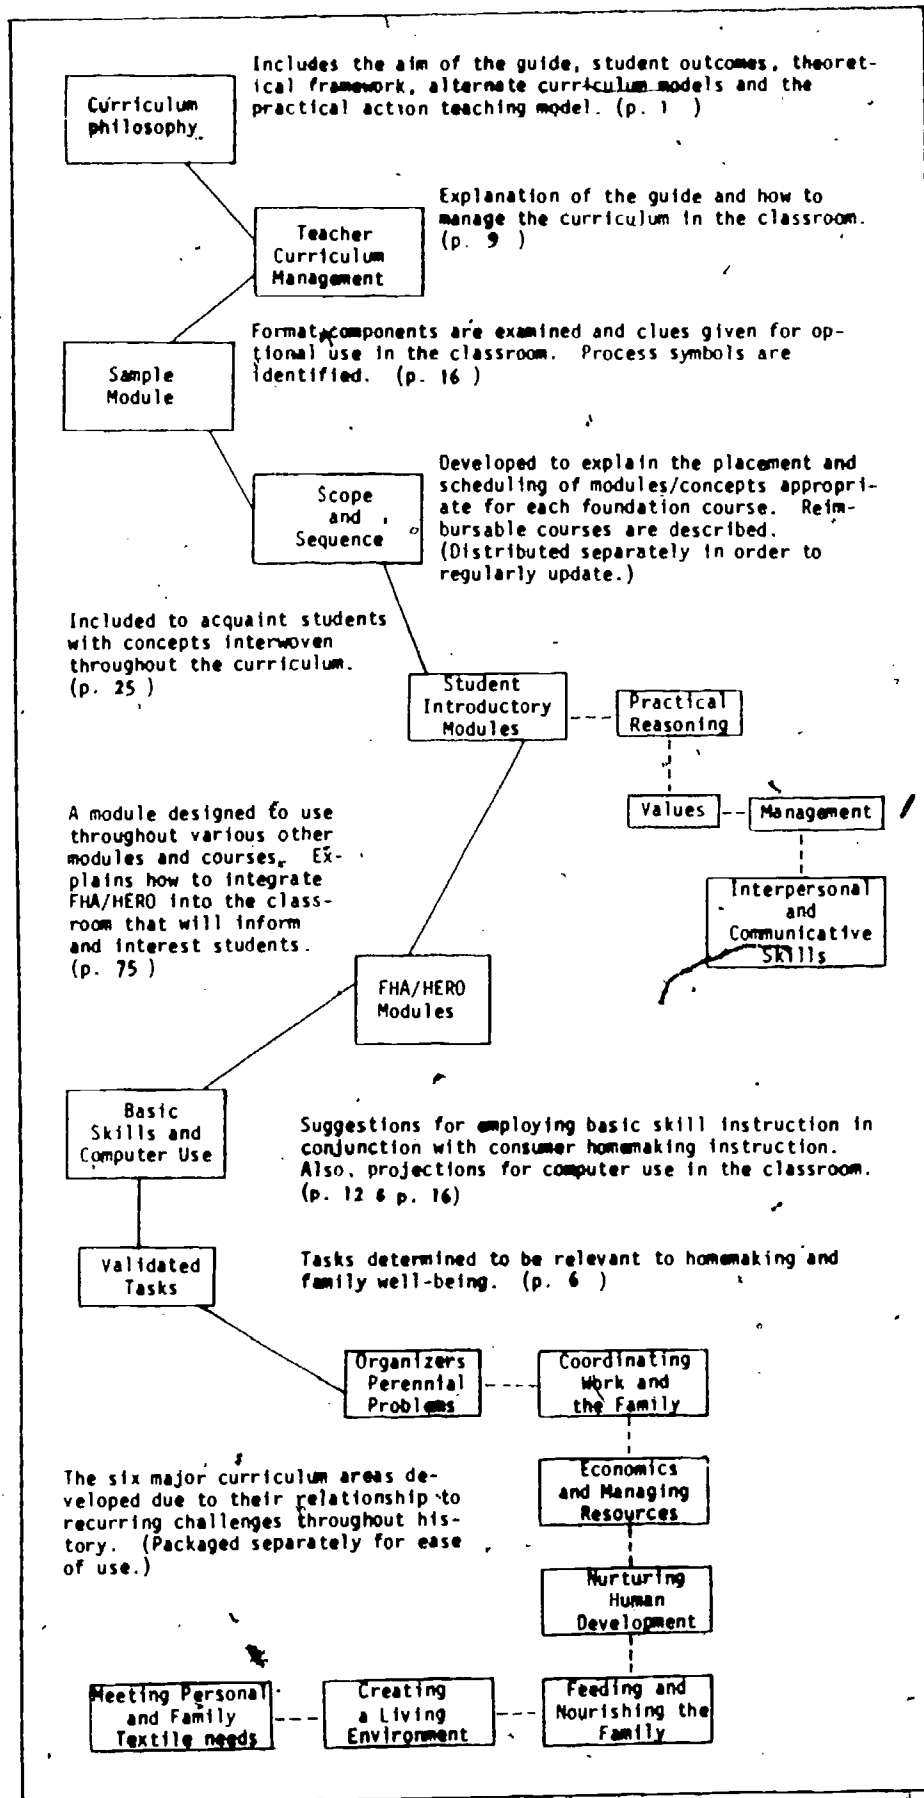 Includes the aim of the guide, student outcomes, theoret-
ical framework, alternate curriculum models and the
practical action teaching model. (p. 1 )
Curriculum
philosophy
Explanation of the guide and how to
manage the curriculum in the classroom.
(p. 9 )
Teacher
Curriculum
Management
Format components are examined and clues given for op-
tional use in the classroom. Process symbols are
identified. (p. 16 )
Sample
Module
Developed to explain the placement and
scheduling of modules/concepts appropri-
ate for each foundation course. Reim-
bursable courses are described.
(Distributed separately in order to
regularly update.)
Scope
and
Sequence
Included to acquaint students
with concepts interwoven
throughout the curriculum.
(p. 25 )
Student
Introductory
Modules
Practical
Reasoning
Values
Management
Interpersonal
and
Communicative
Skills
A module designed to use
throughout various other
modules and courses. Ex-
plains how to integrate
FHA/HERO into the class-
room that will inform
and interest students.
(p. 75 )
FHA/HERO
Modules
Basic
Skills and
Computer Use
Suggestions for employing basic skill instruction in
conjunction with consumer homemaking instruction.
Also, projections for computer use in the classroom.
(p. 12 & p. 16)
Validated
Tasks
Tasks determined to be relevant to homemaking and
family well-being. (p. 6 )
Organizers
Perennial
Problems
Coordinating
Work and
the Family
The six major curriculum areas de-
veloped due to their relationship to
recurring challenges throughout his-
tory. (Packaged separately for ease
of use.)
Economics
and Managing
Resources
Nurturing
Human
Development
Feeding and
Nourishing the
Family
Creating
a Living
Environment
Meeting Personal
and Family
Textile needs